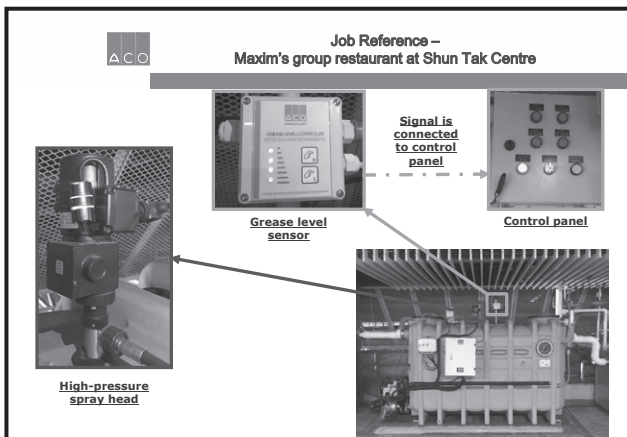 ACO
Job Reference –
Maxim's group restaurant at Shun Tak Centre
ACO
GREASE LEVEL CONTROLLER
Signal is
connected
to control
panel
Grease level
sensor
Control panel
High-pressure
spray head